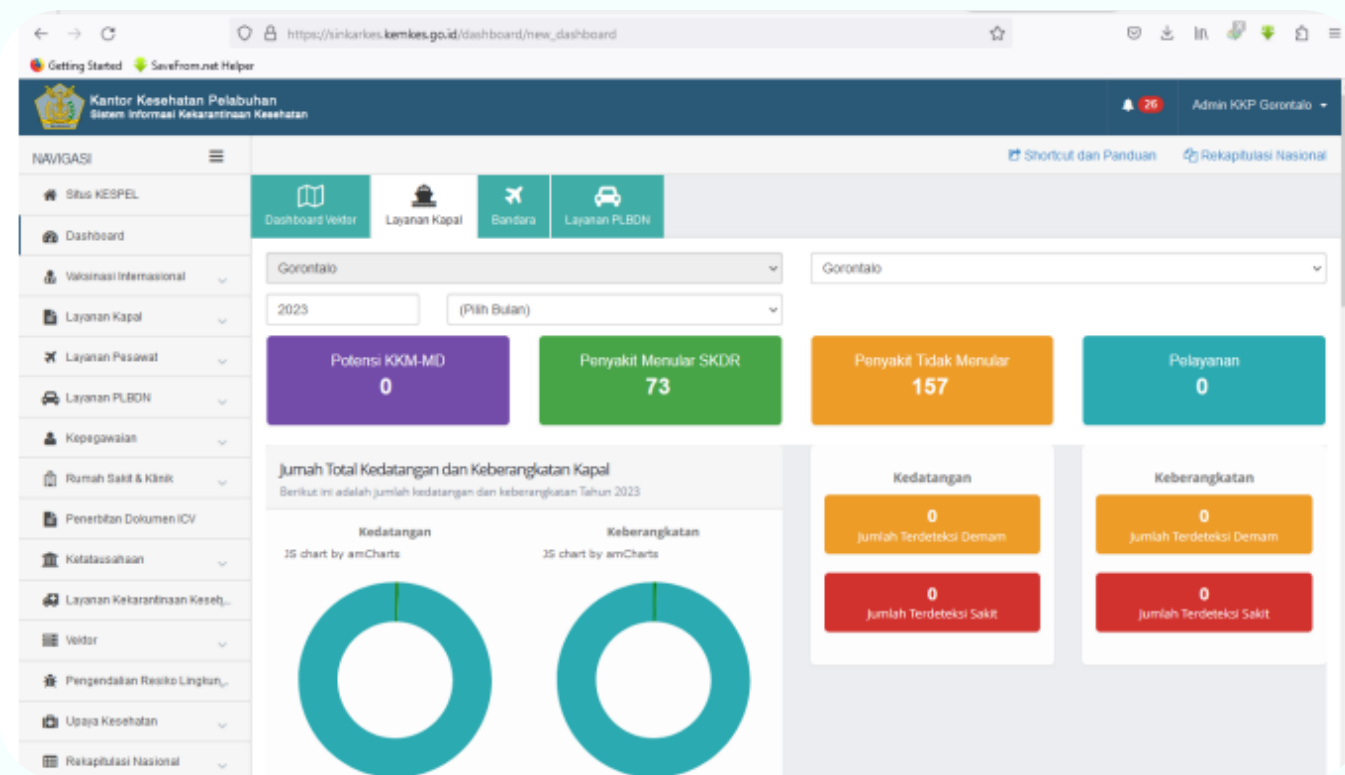 https://sinkarkes.kemkes.go.id/dashboard/new_dashboard
Getting Started SaveFrom.net Helper
Kantor Kesehatan Pelabuhan
Sistem Informasi Kekarantinaan Kesehatan
26 Admin KKP Gorontalo
NAVIGASI
Shortcut dan Panduan Rekapitulasi Nasional
Situs KESPEL
Dashboard
Vaksinasi Internasional
Layanan Kapal
Layanan Pesawat
Layanan PLBDN
Kepegawaian
Rumah Sakit & Klinik
Penerbitan Dokumen ICV
Ketatausahaan
Layanan Kekarantinaan Keseh...
Vektor
Pengendalian Resiko Lingkun...
Upaya Kesehatan
Rekapitulasi Nasional
Dashboard Vektor Layanan Kapal Bandara Layanan PLBDN
Gorontalo Gorontalo
2023 (Pilih Bulan)
Potensi KKM-MD
0
Penyakit Menular SKDR
73
Penyakit Tidak Menular
157
Pelayanan
0
Jumah Total Kedatangan dan Keberangkatan Kapal
Berikut ini adalah jumlah kedatangan dan keberangkatan Tahun 2023
Kedatangan Keberangkatan
JS chart by amCharts JS chart by amCharts
Kedatangan
0
Jumlah Terdeteksi Demam
0
Jumlah Terdeteksi Sakit
Keberangkatan
0
Jumlah Terdeteksi Demam
0
Jumlah Terdeteksi Sakit